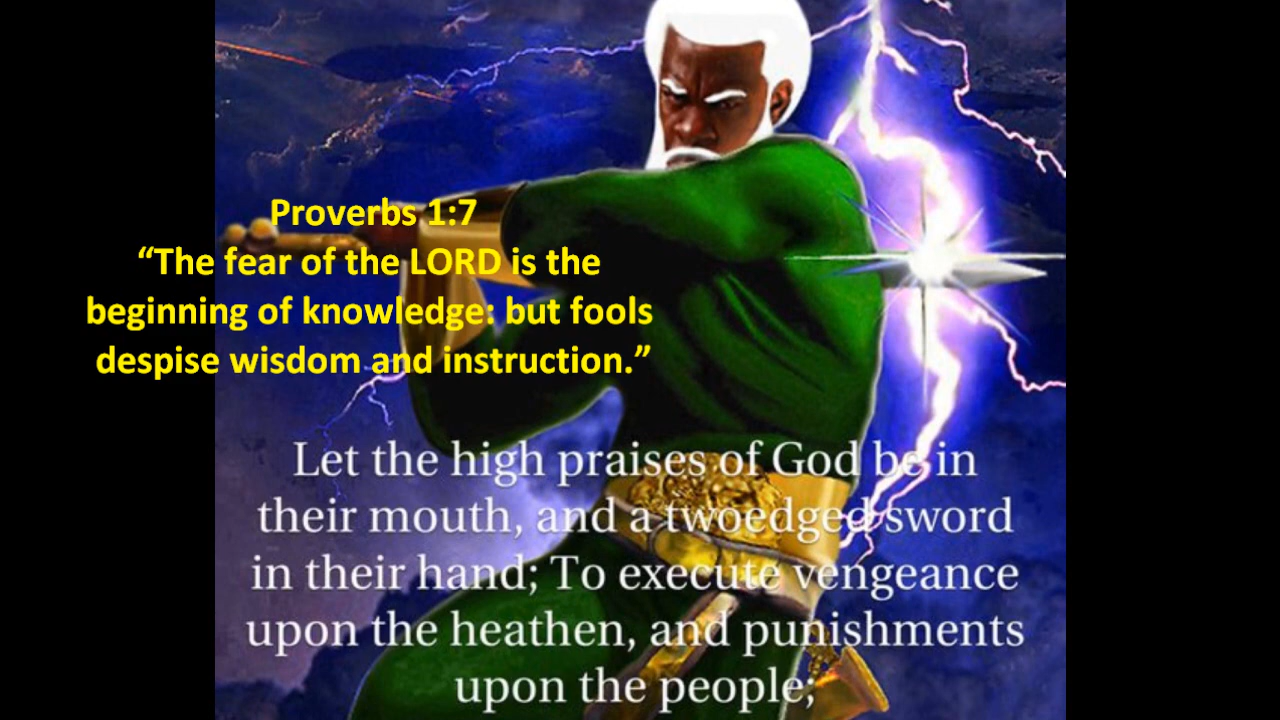 Proverbs 1:7
“The fear of the LORD is the
beginning of knowledge: but fools
despise wisdom and instruction.”
Let the high praises of God be in
their mouth, and a twoedged sword
in their hand; To execute vengeance
upon the heathen, and punishments
upon the people;